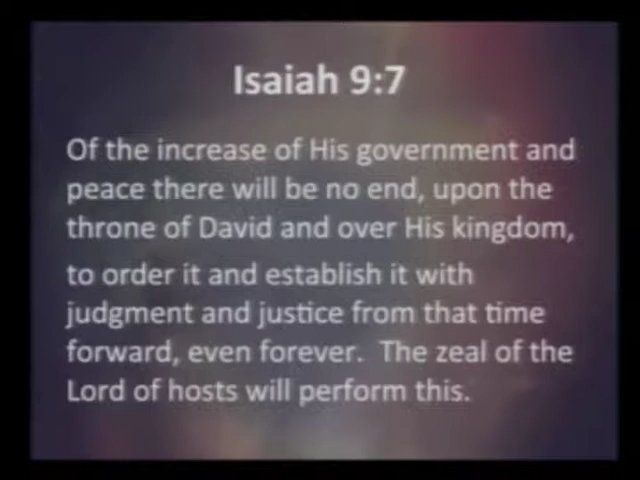 Isaiah 9:7
Of the increase of His government and
peace there will be no end, upon the
throne of David and over His kingdom,
to order it and establish it with
judgment and justice from that time
forward, even forever.  The zeal of the
Lord of hosts will perform this.